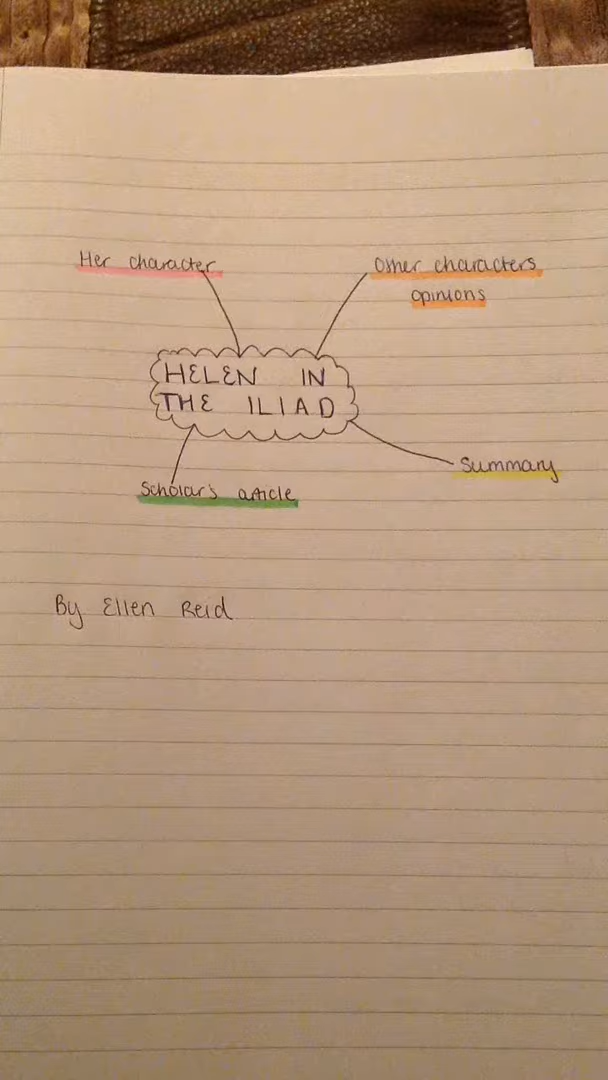 Her character
Other characters
opinions
HELEN IN
THE ILIAD
Summary
Scholar's article
By Ellen Reid